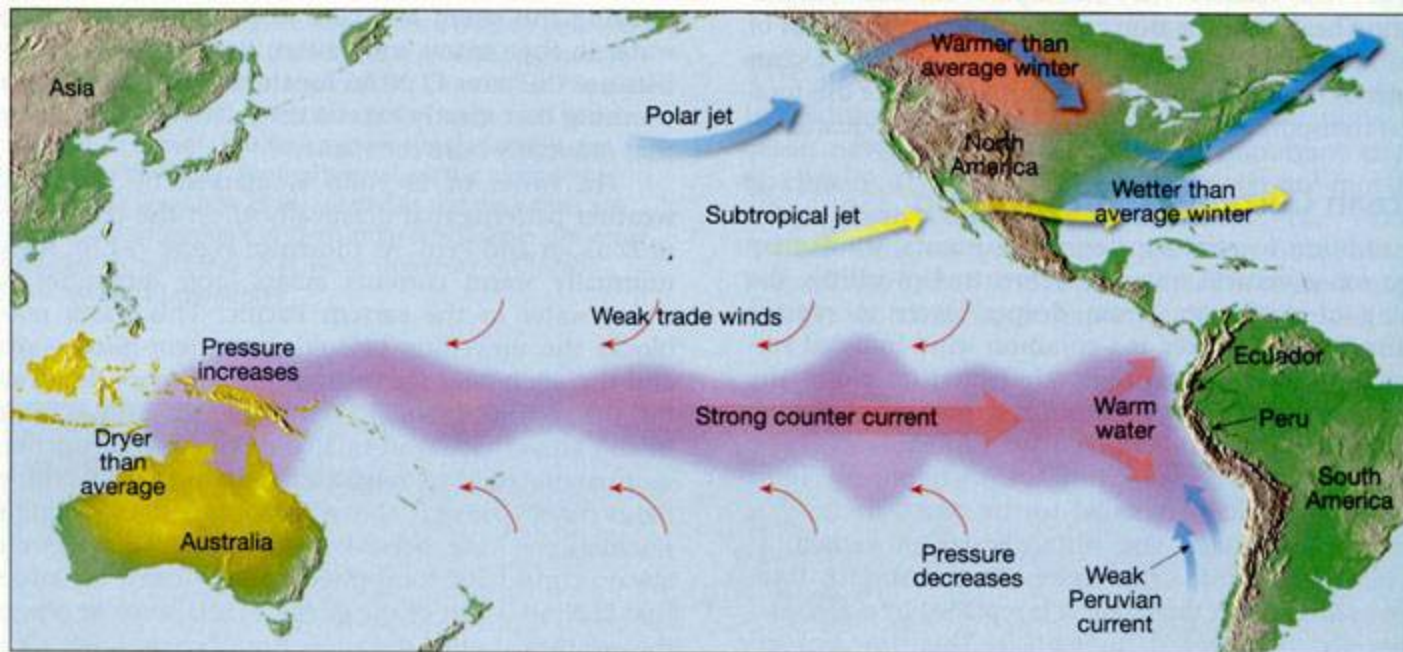 Asia
Polar jet
Warmer than
average winter
North
America
Subtropical jet
Wetter than
average winter
Weak trade winds
Pressure
increases
Ecuador
Strong counter current
Warm
water
Peru
Dryer
than
average
South
America
Australia
Pressure
decreases
Weak
Peruvian
current